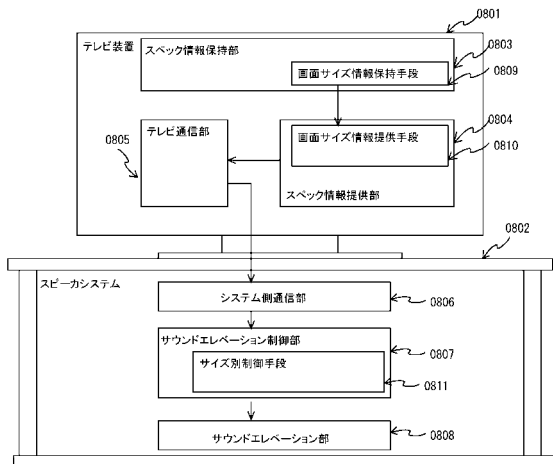 0801
テレビ装置
スペック情報保持部
0803
画面サイズ情報保持手段
0809
テレビ通信部
0805
画面サイズ情報提供手段
0804
0810
スペック情報提供部
0802
スピーカシステム
システム側通信部
0806
サウンドエレベーション制御部
0807
サイズ別制御手段
0811
サウンドエレベーション部
0808